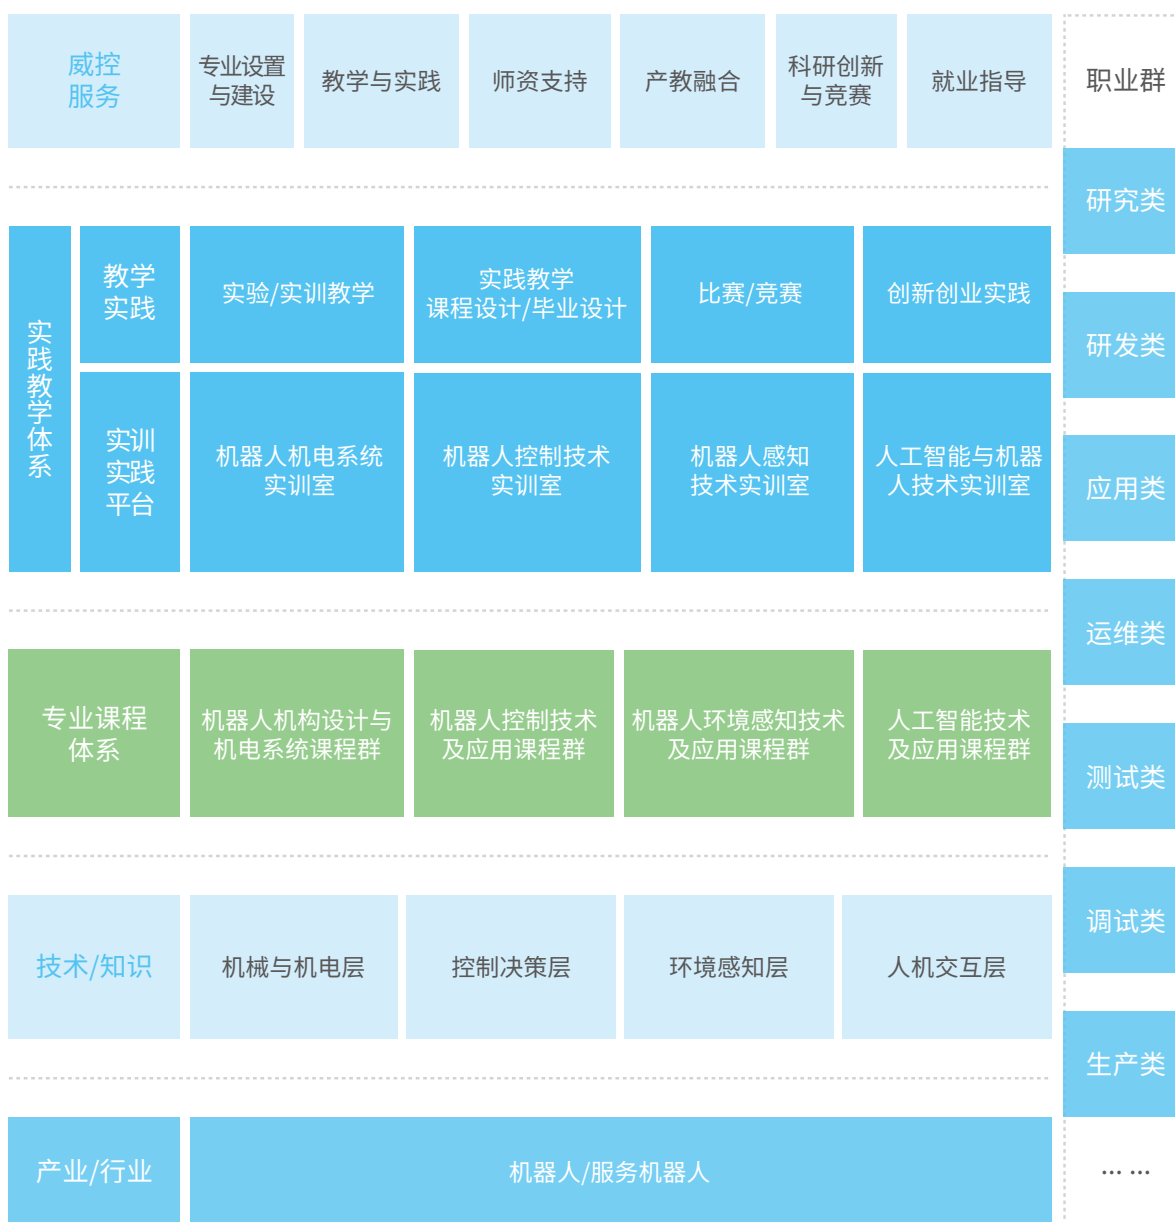 威控
服务
专业设置
与建设
教学与实践
师资支持
产教融合
科研创新
与竞赛
就业指导
职业群
实践教学体系
教学
实践
实验/实训教学
实践教学
课程设计/毕业设计
比赛/竞赛
创新创业实践
实训
实践
平台
机器人机电系统
实训室
机器人控制技术
实训室
机器人感知
技术实训室
人工智能与机器
人技术实训室
专业课程
体系
机器人机构设计与
机电系统课程群
机器人控制技术
及应用课程群
机器人环境感知技术
及应用课程群
人工智能技术
及应用课程群
技术/知识
机械与机电层
控制决策层
环境感知层
人机交互层
产业/行业
机器人/服务机器人
研究类
研发类
应用类
运维类
测试类
调试类
生产类
... ...